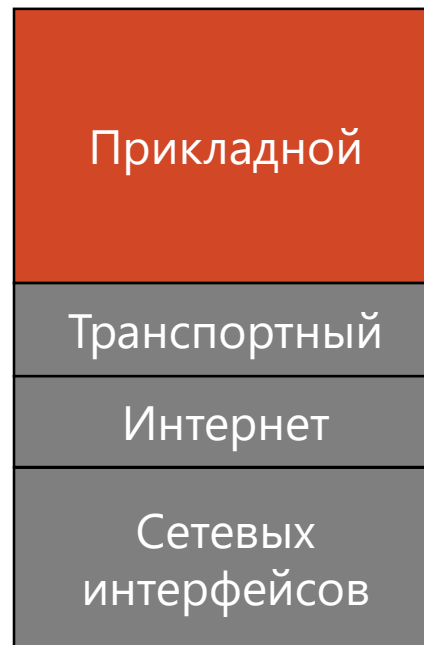 Прикладной
Транспортный
Интернет
Сетевых
интерфейсов